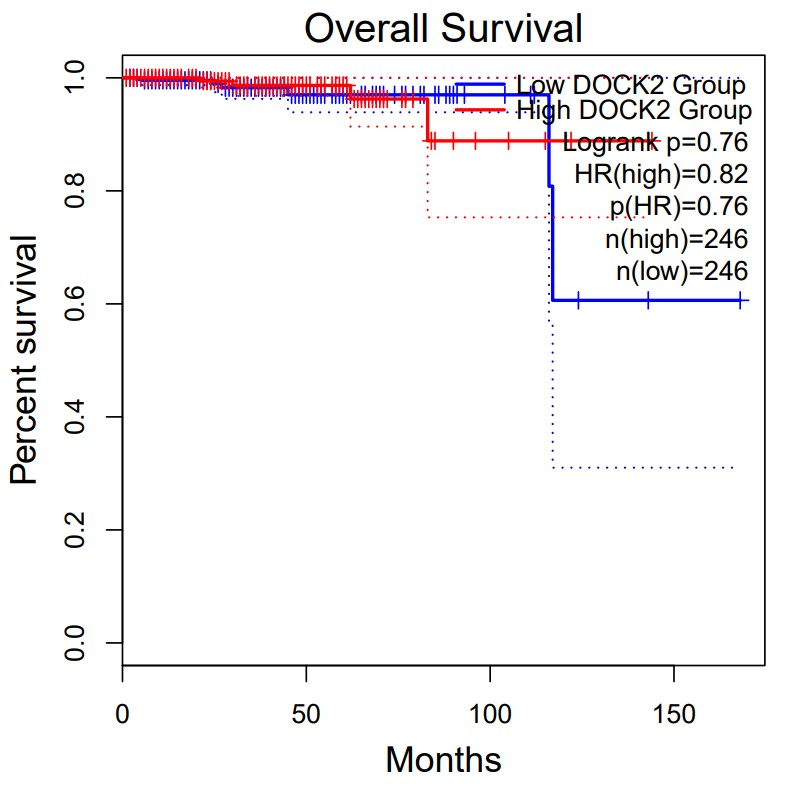 Overall Survival
Low DOCK2 Group
High DOCK2 Group
Logrank p=0.76
HR(high)=0.82
p(HR)=0.76
n(high)=246
n(low)=246
Percent survival
1.0
0.8
0.6
0.4
0.2
0.0
0 50 100 150
Months